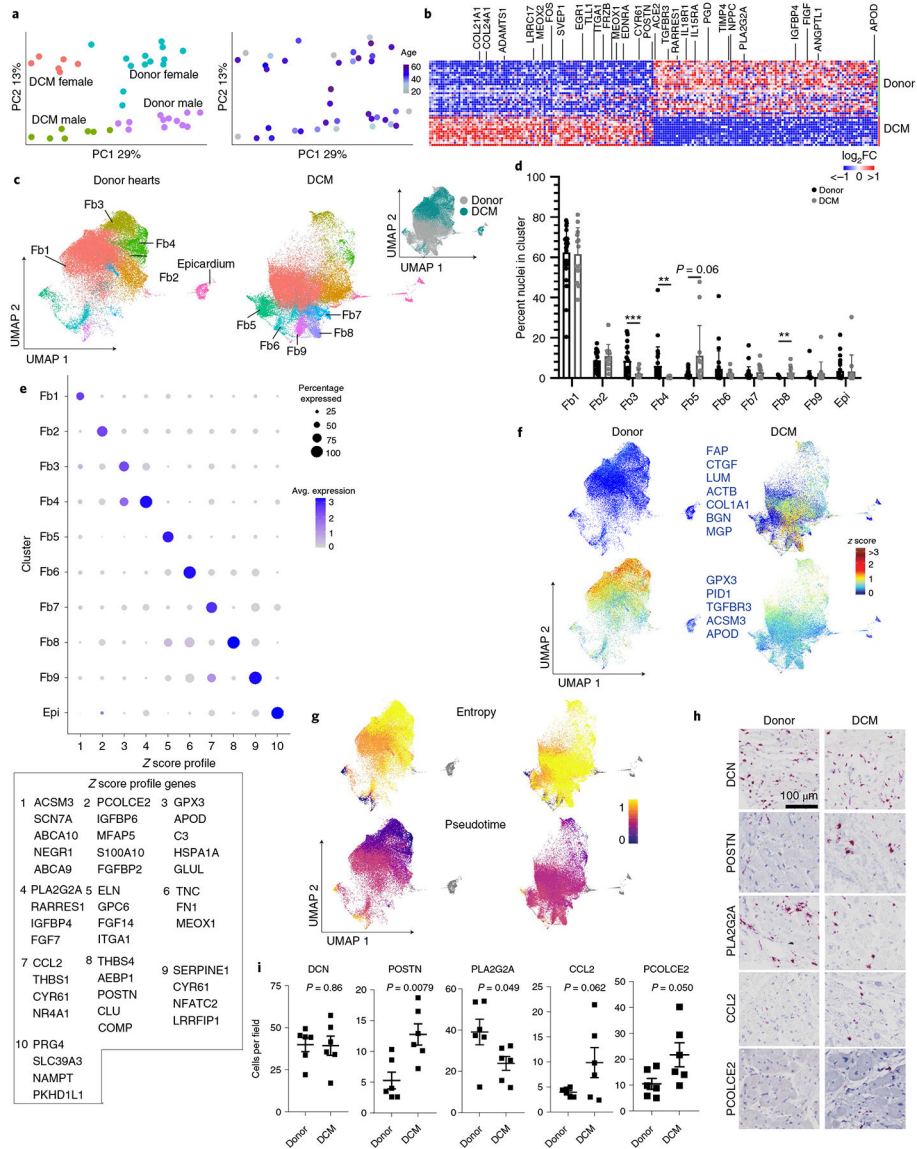 a
PC2 13%
DCM female
Donor female
DCM male
Donor male
PC1 29%
PC2 13%
Age
60
40
20
PC1 29%
b
COL21A1
COL24A1
ADAMTS1
LRRC17
MEOX2
FOS
SVEP1
EGR1
TLL1
ITGA1
FRZB
MEOX1
EDNRA
CYR61
POSTN
ACE2
TGFBR3
RARRES1
IL18R1
IL15RA
PGD
TIMP4
NPPC
PLA2G2A
IGFBP4
FIGF
ANGPTL1
APOD
Donor
DCM
log2FC
<–1 0 >1
c
Donor hearts
DCM
Fb3
Fb4
Fb1
Fb2
Epicardium
UMAP 2
UMAP 1
Fb5
Fb6
Fb9
Fb7
Fb8
UMAP 2
UMAP 1
Donor
DCM
d
Percent nuclei in cluster
100
80
60
40
20
0
Donor
DCM
***
**
P = 0.06
**
Fb1
Fb2
Fb3
Fb4
Fb5
Fb6
Fb7
Fb8
Fb9
Epi
e
Fb1
Fb2
Fb3
Fb4
Fb5
Fb6
Fb7
Fb8
Fb9
Epi
Cluster
1 2 3 4 5 6 7 8 9 10
Z score profile
Percentage
expressed
25
50
75
100
Avg. expression
3
2
1
0
Z score profile genes
1 ACSM3
SCN7A
ABCA10
NEGR1
ABCA9
2 PCOLCE2
IGFBP6
MFAP5
S100A10
FGFBP2
3 GPX3
APOD
C3
HSPA1A
GLUL
4 PLA2G2A
RARRES1
IGFBP4
FGF7
5 ELN
GPC6
FGF14
ITGA1
6 TNC
FN1
MEOX1
7 CCL2
THBS1
CYR61
NR4A1
8 THBS4
AEBP1
POSTN
CLU
COMP
9 SERPINE1
CYR61
NFATC2
LRRFIP1
10 PRG4
SLC39A3
NAMPT
PKHD1L1
f
Donor
DCM
FAP
CTGF
LUM
ACTB
COL1A1
BGN
MGP
z score
>3
2
1
0
GPX3
PID1
TGFBR3
ACSM3
APOD
UMAP 2
UMAP 1
g
Entropy
Pseudotime
1
0
UMAP 2
UMAP 1
h
Donor
DCM
DCN
100 μm
POSTN
PLA2G2A
CCL2
PCOLCE2
i
Cells per field
DCN
P = 0.86
75
50
25
0
Donor
DCM
POSTN
P = 0.0079
20
15
10
5
0
Donor
DCM
PLA2G2A
P = 0.049
60
40
20
0
Donor
DCM
CCL2
P = 0.062
25
20
15
10
5
0
Donor
DCM
PCOLCE2
P = 0.050
50
40
30
20
10
0
Donor
DCM